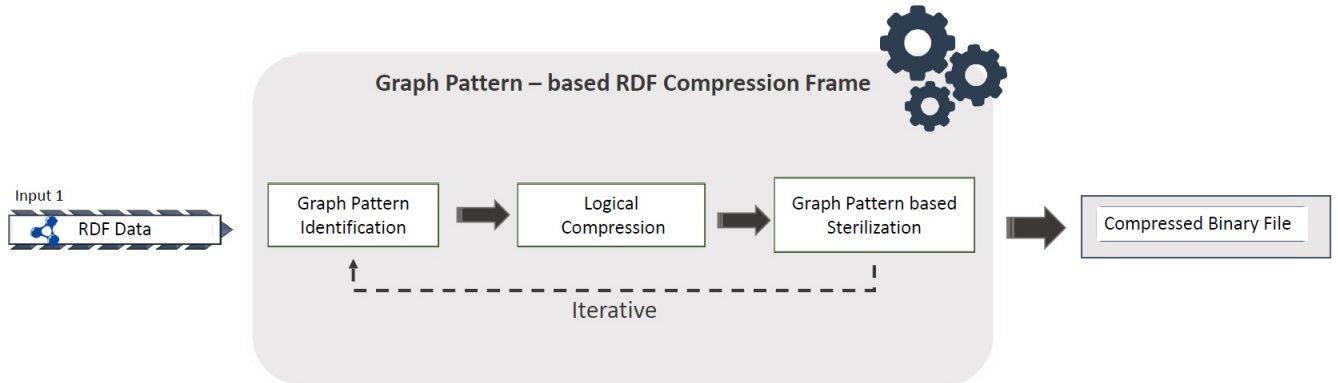 Graph Pattern – based RDF Compression Frame
Input 1
RDF Data
Graph Pattern
Identification
Logical
Compression
Graph Pattern based
Sterilization
Compressed Binary File
Iterative